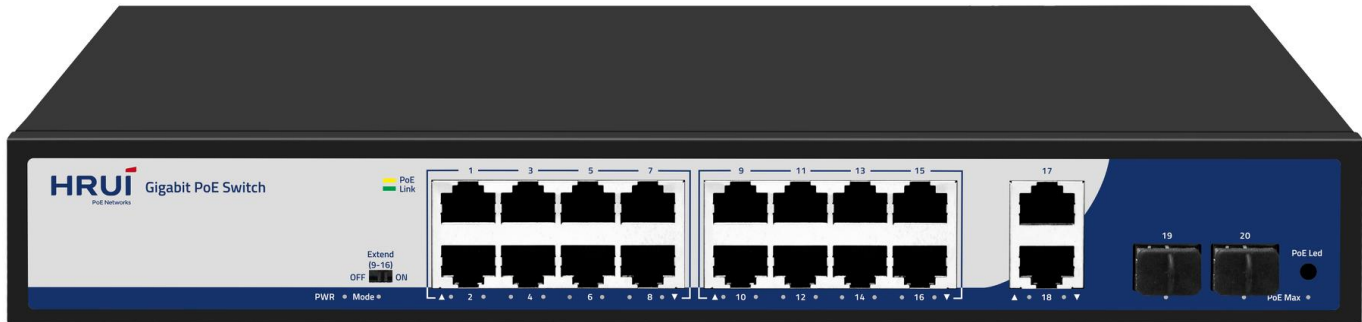 HRUI
PoE Networks
Gigabit PoE Switch
PoE
Link
Extend
(9-16)
OFF ON
PWR Mode
1 3 5 7
2 4 6 8
9 11 13 15
10 12 14 16
17
18
19 20
PoE Led
PoE Max